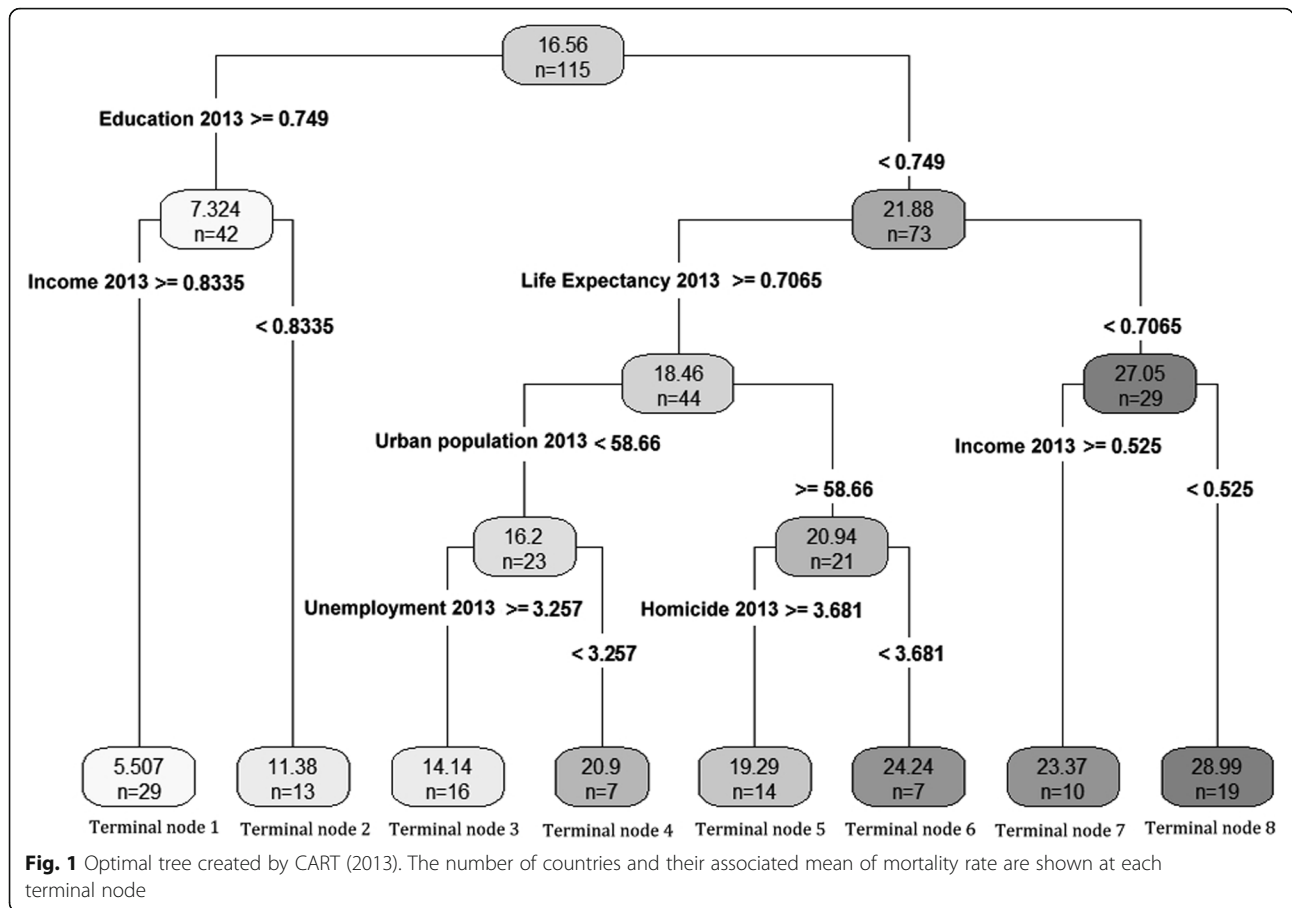 16.56
n=115
Education 2013 >= 0.749
< 0.749
7.324
n=42
21.88
n=73
Income 2013 >= 0.8335
< 0.8335
Life Expectancy 2013 >= 0.7065
< 0.7065
18.46
n=44
27.05
n=29
Urban population 2013 < 58.66
>= 58.66
Income 2013 >= 0.525
< 0.525
16.2
n=23
20.94
n=21
Unemployment 2013 >= 3.257
< 3.257
Homicide 2013 >= 3.681
< 3.681
5.507
n=29
11.38
n=13
14.14
n=16
20.9
n=7
19.29
n=14
24.24
n=7
23.37
n=10
28.99
n=19
Terminal node 1
Terminal node 2
Terminal node 3
Terminal node 4
Terminal node 5
Terminal node 6
Terminal node 7
Terminal node 8
Fig. 1 Optimal tree created by CART (2013). The number of countries and their associated mean of mortality rate are shown at each
terminal node